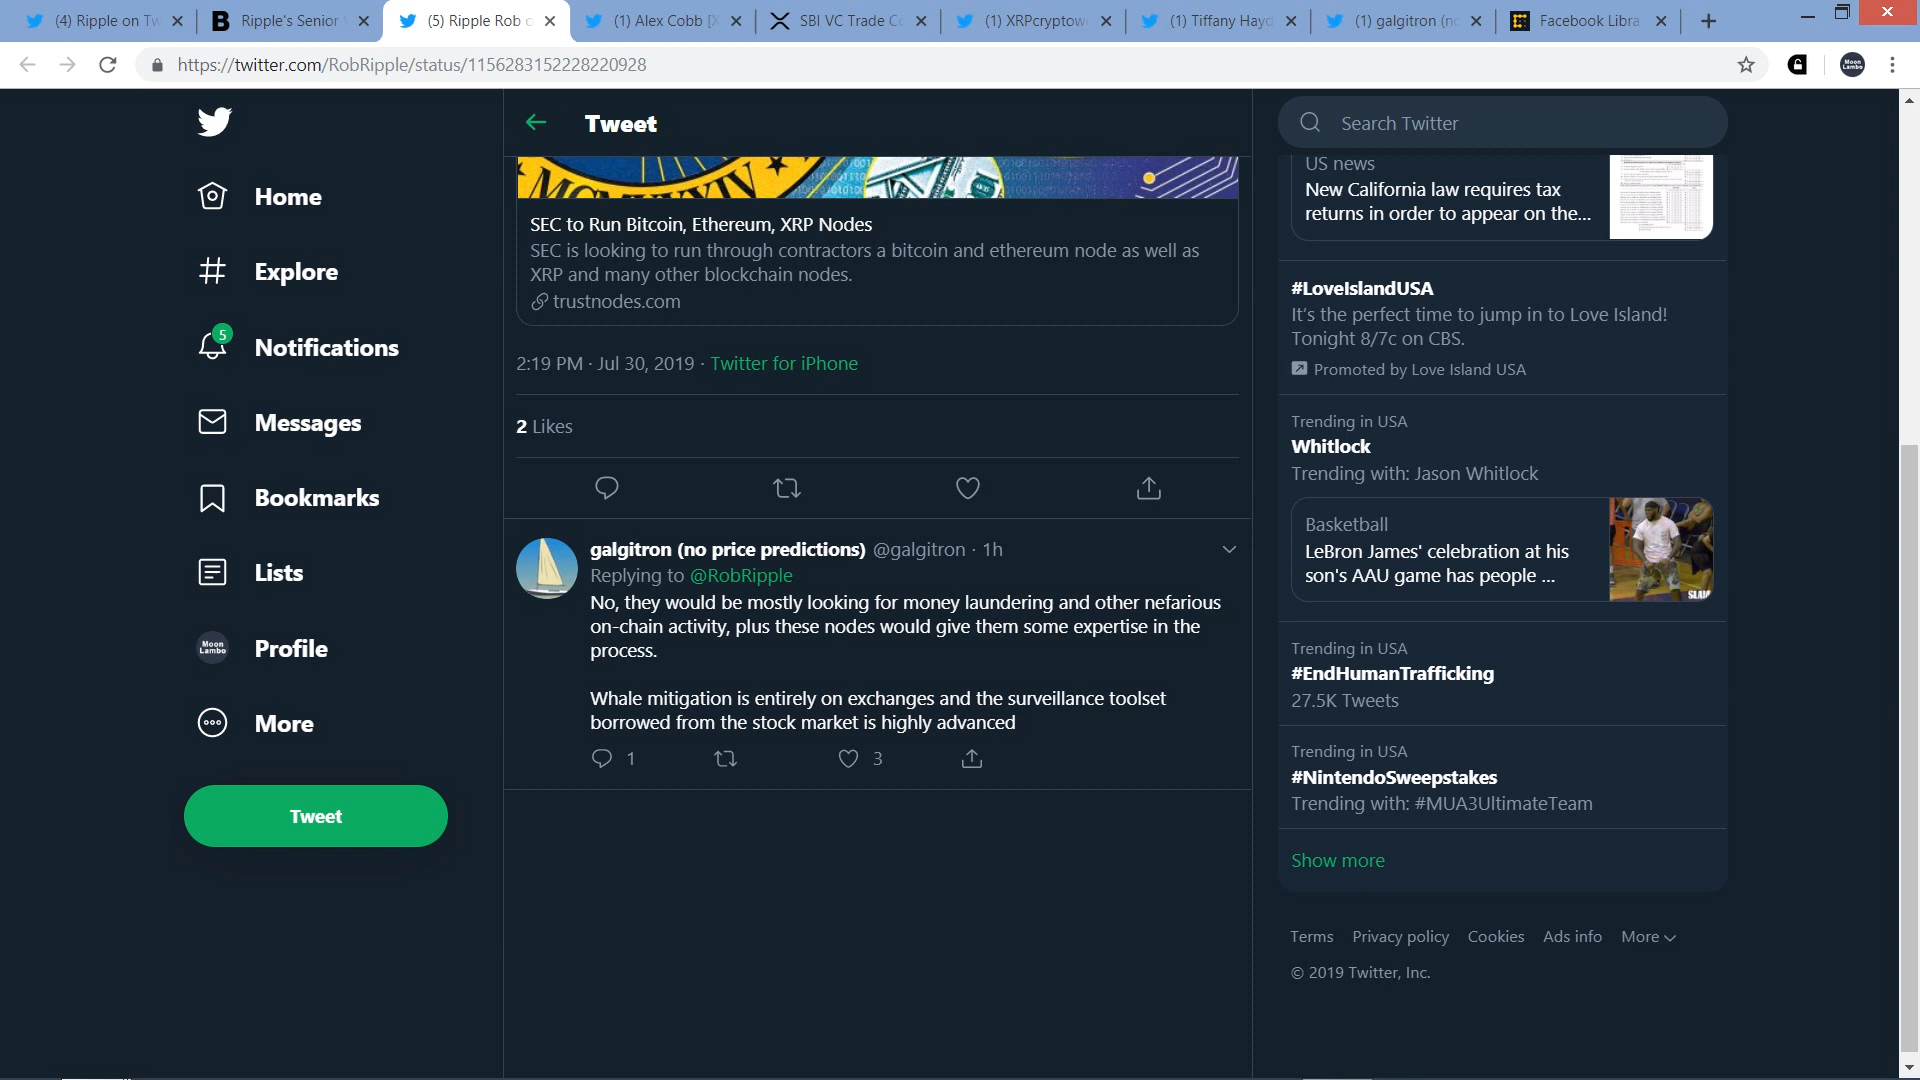 (4) Ripple on Tw
Ripple's Senior
(5) Ripple Rob o
(1) Alex Cobb [X
SBI VC Trade Co
(1) XRPcryptow
(1) Tiffany Hayd
(1) galgitron (no
Facebook Libra
https://twitter.com/RobRipple/status/1156283152228220928
Moon Lambo
Home
Explore
5
Notifications
Messages
Bookmarks
Lists
Moon
Lambo
Profile
More
Tweet
Tweet
SEC to Run Bitcoin, Ethereum, XRP Nodes
SEC is looking to run through contractors a bitcoin and ethereum node as well as
XRP and many other blockchain nodes.
trustnodes.com
2:19 PM · Jul 30, 2019 · Twitter for iPhone
2 Likes
galgitron (no price predictions) @galgitron · 1h
Replying to @RobRipple
No, they would be mostly looking for money laundering and other nefarious
on-chain activity, plus these nodes would give them some expertise in the
process.
Whale mitigation is entirely on exchanges and the surveillance toolset
borrowed from the stock market is highly advanced
1
3
Search Twitter
US news
New California law requires tax
returns in order to appear on the...
#LoveIslandUSA
It's the perfect time to jump in to Love Island!
Tonight 8/7c on CBS.
Promoted by Love Island USA
Trending in USA
Whitlock
Trending with: Jason Whitlock
Basketball
LeBron James' celebration at his
son's AAU game has people ...
Trending in USA
#EndHumanTrafficking
27.5K Tweets
Trending in USA
#NintendoSweepstakes
Trending with: #MUA3UltimateTeam
Show more
Terms Privacy policy Cookies Ads info More
© 2019 Twitter, Inc.